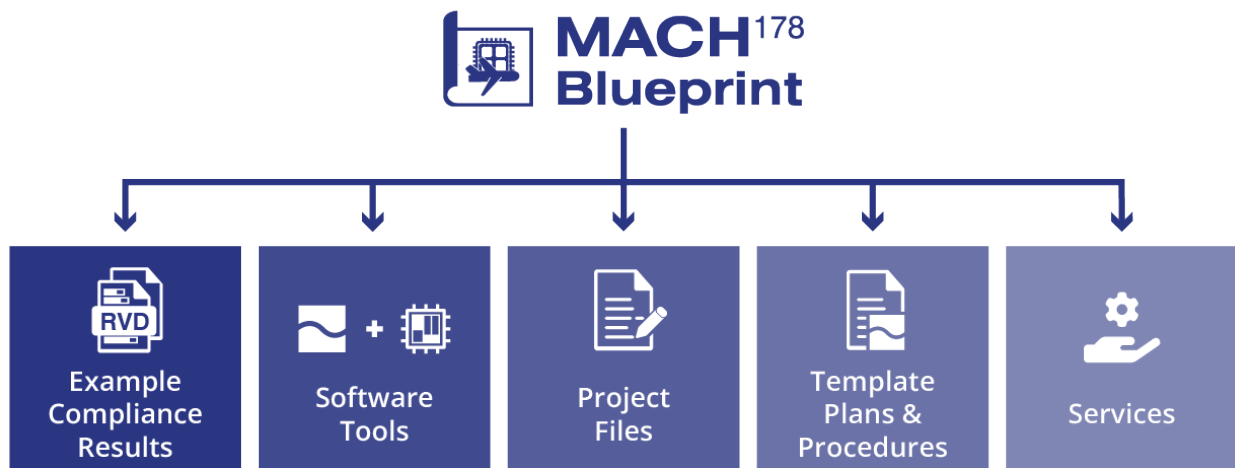 MACH178
Blueprint
RVD
Example
Compliance
Results
+
Software
Tools
Project
Files
Template
Plans &
Procedures
Services